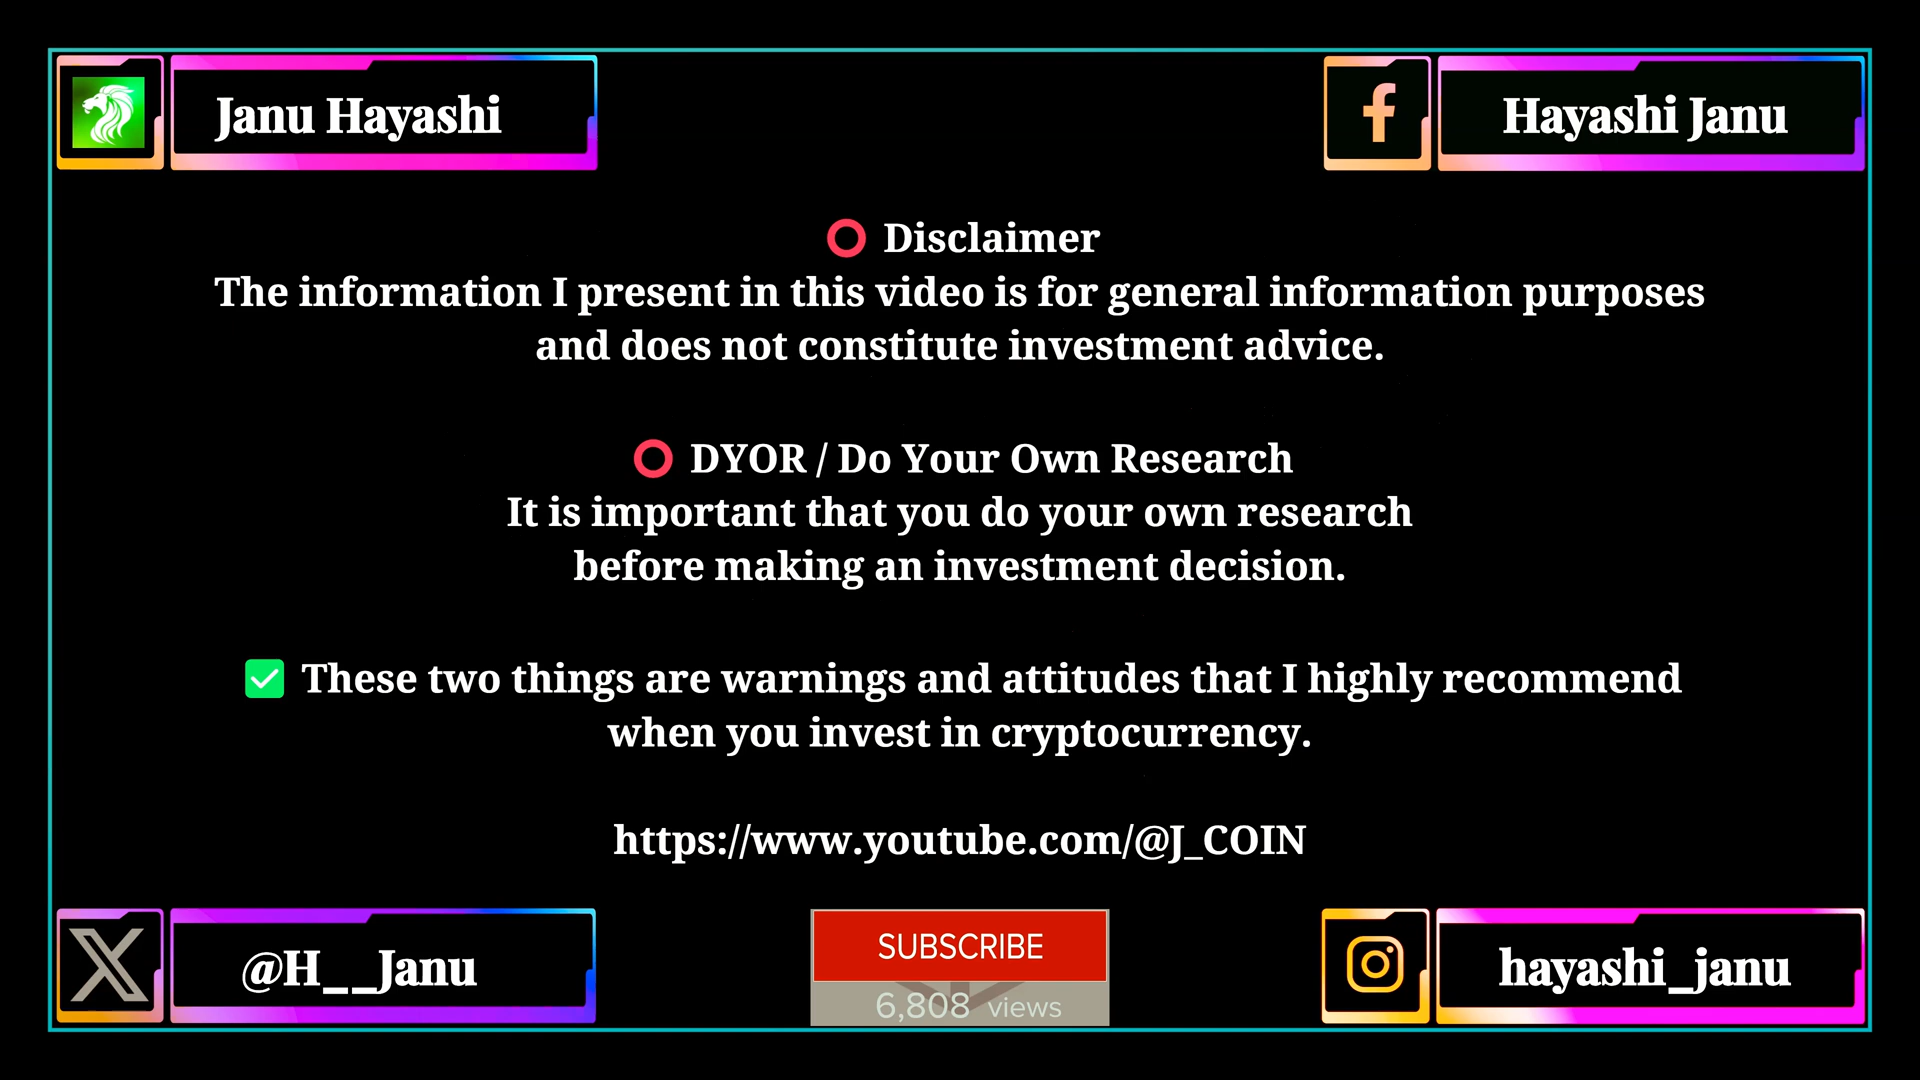 Janu Hayashi
Hayashi Janu
⭕ Disclaimer
The information I present in this video is for general information purposes
and does not constitute investment advice.
⭕ DYOR / Do Your Own Research
It is important that you do your own research
before making an investment decision.
✅ These two things are warnings and attitudes that I highly recommend
when you invest in cryptocurrency.
https://www.youtube.com/@J_COIN
@H__Janu
SUBSCRIBE
6,808 views
hayashi_janu